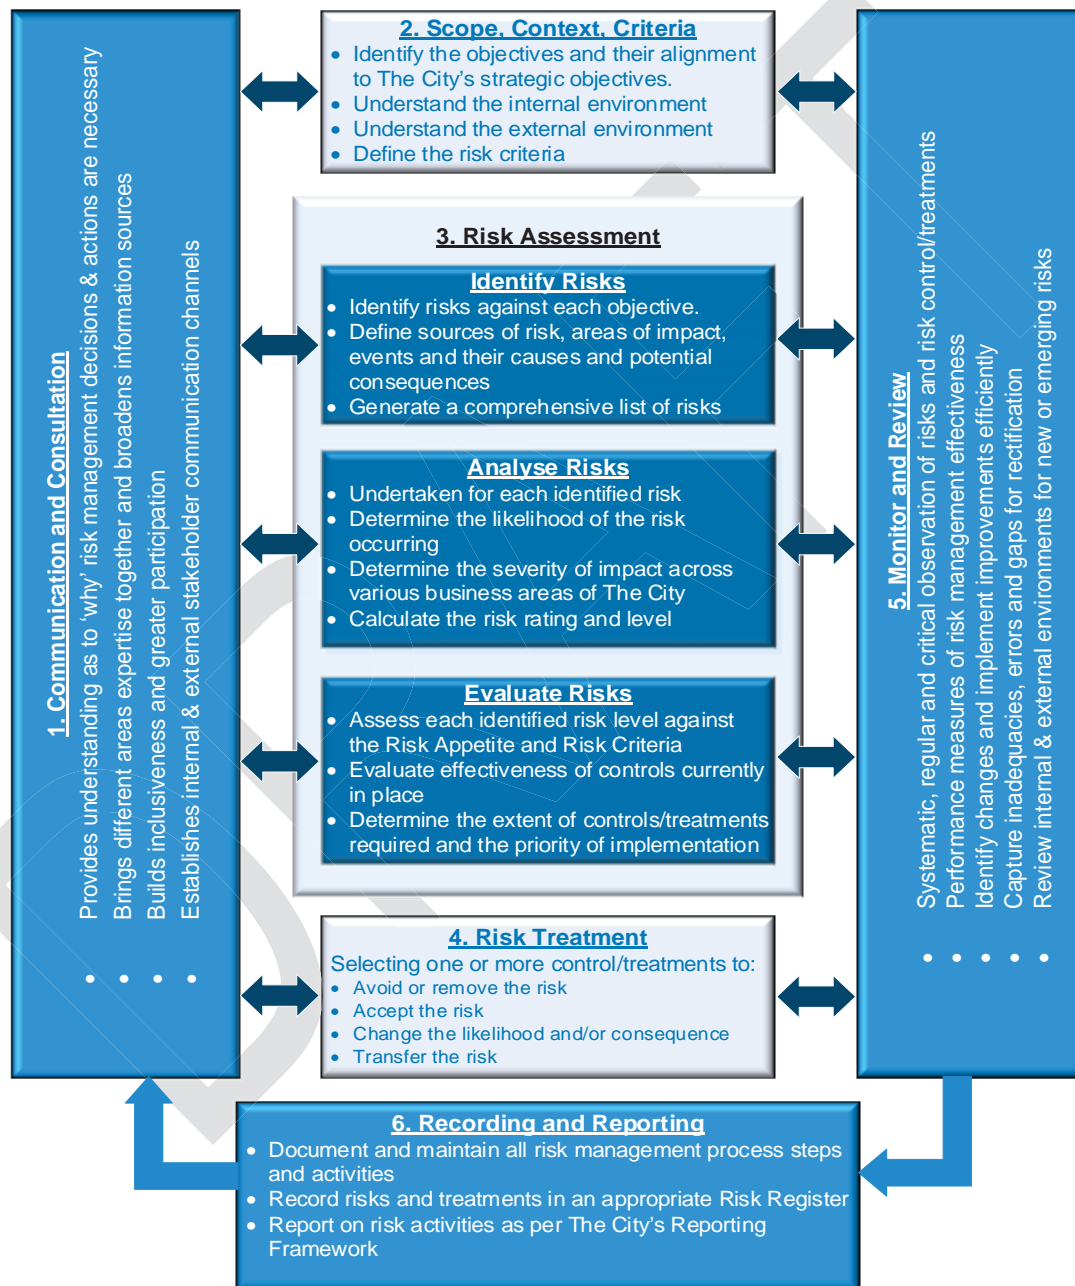 1. Communication and Consultation
• Provides understanding as to ‘why’ risk management decisions & actions are necessary
• Brings different areas expertise together and broadens information sources
• Builds inclusiveness and greater participation
• Establishes internal & external stakeholder communication channels
2. Scope, Context, Criteria
• Identify the objectives and their alignment
to The City’s strategic objectives.
• Understand the internal environment
• Understand the external environment
• Define the risk criteria
3. Risk Assessment
Identify Risks
• Identify risks against each objective.
• Define sources of risk, areas of impact,
events and their causes and potential
consequences
• Generate a comprehensive list of risks
Analyse Risks
• Undertaken for each identified risk
• Determine the likelihood of the risk
occurring
• Determine the severity of impact across
various business areas of The City
• Calculate the risk rating and level
Evaluate Risks
• Assess each identified risk level against
the Risk Appetite and Risk Criteria
• Evaluate effectiveness of controls currently
in place
• Determine the extent of controls/treatments
required and the priority of implementation
4. Risk Treatment
Selecting one or more control/treatments to:
• Avoid or remove the risk
• Accept the risk
• Change the likelihood and/or consequence
• Transfer the risk
5. Monitor and Review
• Systematic, regular and critical observation of risks and risk control/treatments
• Performance measures of risk management effectiveness
• Identify changes and implement improvements efficiently
• Capture inadequacies, errors and gaps for rectification
• Review internal & external environments for new or emerging risks
6. Recording and Reporting
• Document and maintain all risk management process steps
and activities
• Record risks and treatments in an appropriate Risk Register
• Report on risk activities as per The City’s Reporting
Framework
DRAFT